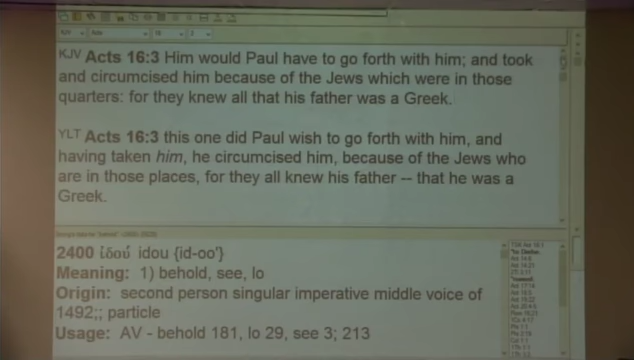 KJV Acts 16:3 Him would Paul have to go forth with him; and took
and circumcised him because of the Jews which were in those
quarters: for they knew all that his father was a Greek.
YLT Acts 16:3 this one did Paul wish to go forth with him, and
having taken him, he circumcised him, because of the Jews who
are in those places, for they all knew his father -- that he was a
Greek.
2400 ἰδού idou {id-oo'}
Meaning: 1) behold, see, lo
Origin: second person singular imperative middle voice of
1492;; particle
Usage: AV - behold 181, lo 29, see 3; 213